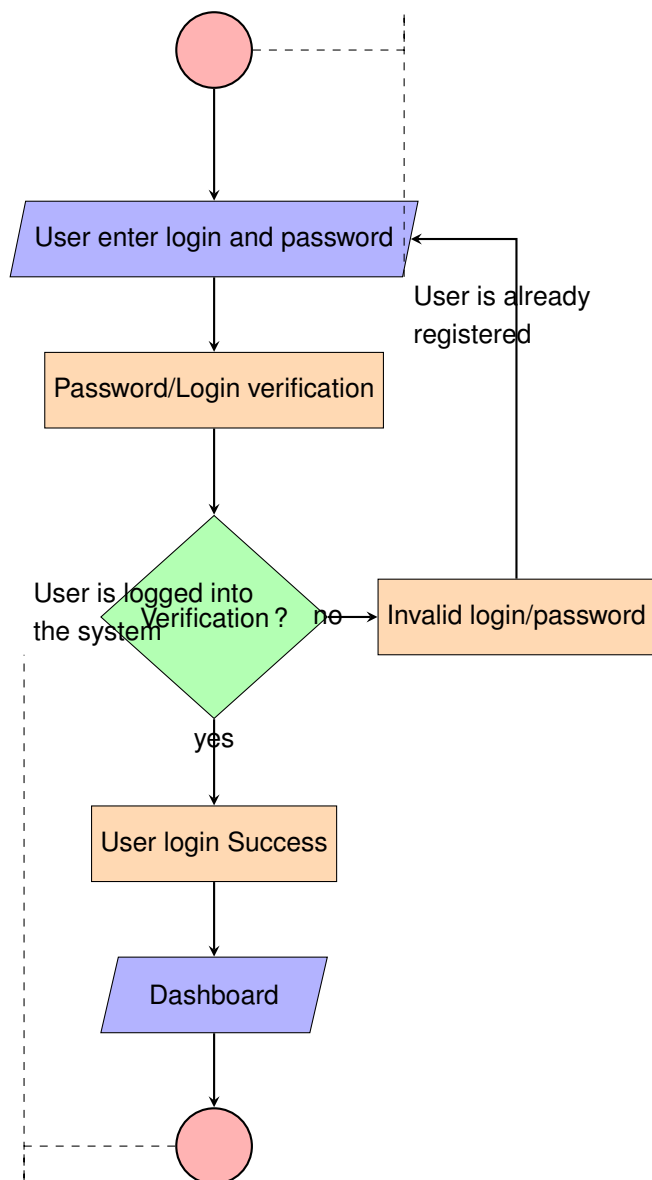 User enter login and password
User is already
registered
Password/Login verification
User is logged into
the system
Verification ?
no
Invalid login/password
yes
User login Success
Dashboard